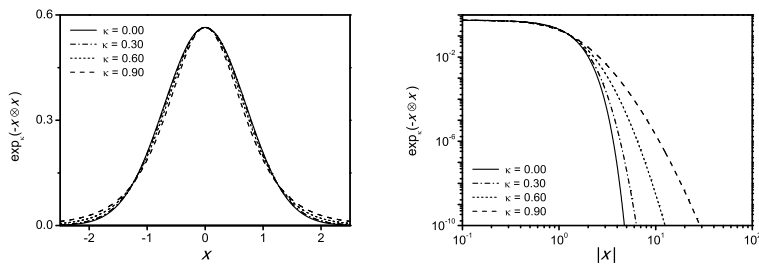 0.6
0.3
0.0
-2
-1
0
1
2
x
exp_κ(-x⊗x)
κ = 0.00
κ = 0.30
κ = 0.60
κ = 0.90
10^-2
10^-6
10^-10
10^-1
10^0
10^1
10^2
|x|
exp_κ(-x⊗x)
κ = 0.00
κ = 0.30
κ = 0.60
κ = 0.90